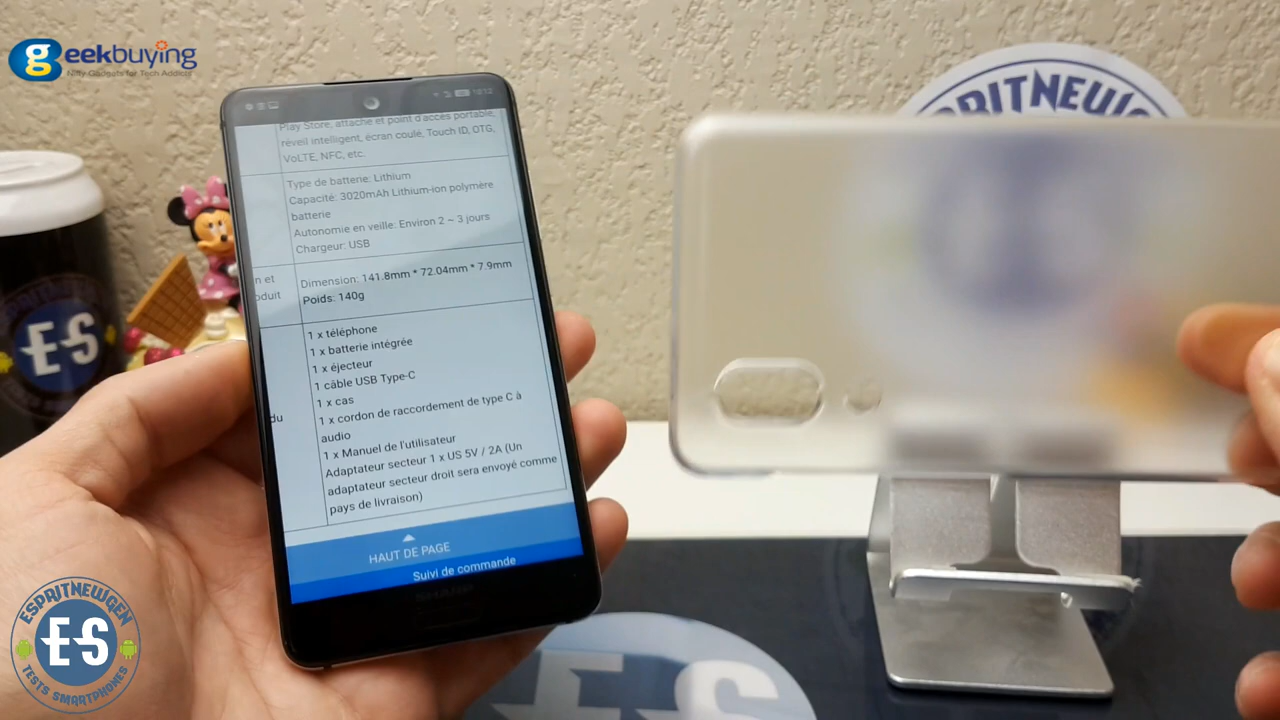 geekbuying
Nifty Gadgets for Tech Addicts
ESPRITNEWG
Play Store, attache et point d'accès portable,
réveil intelligent, écran coulé, Touch ID, OTG,
VoLTE, NFC, etc.
Type de batterie: Lithium
Capacité: 3020mAh Lithium-ion polymère
batterie
Autonomie en veille: Environ 2 ~ 3 jours
Chargeur: USB
n et
oduit
Dimension: 141.8mm * 72.04mm * 7.9mm
Poids: 140g
du
1 x téléphone
1 x batterie intégrée
1 x éjecteur
1 câble USB Type-C
1 x cas
1 x cordon de raccordement de type C à
audio
1 x Manuel de l'utilisateur
Adaptateur secteur 1 x US 5V / 2A (Un
adaptateur secteur droit sera envoyé comme
pays de livraison)
HAUT DE PAGE
Suivi de commande
SHARP
ES
ESPRITNEWGEN
ES
TESTS SMARTPHONES
ES